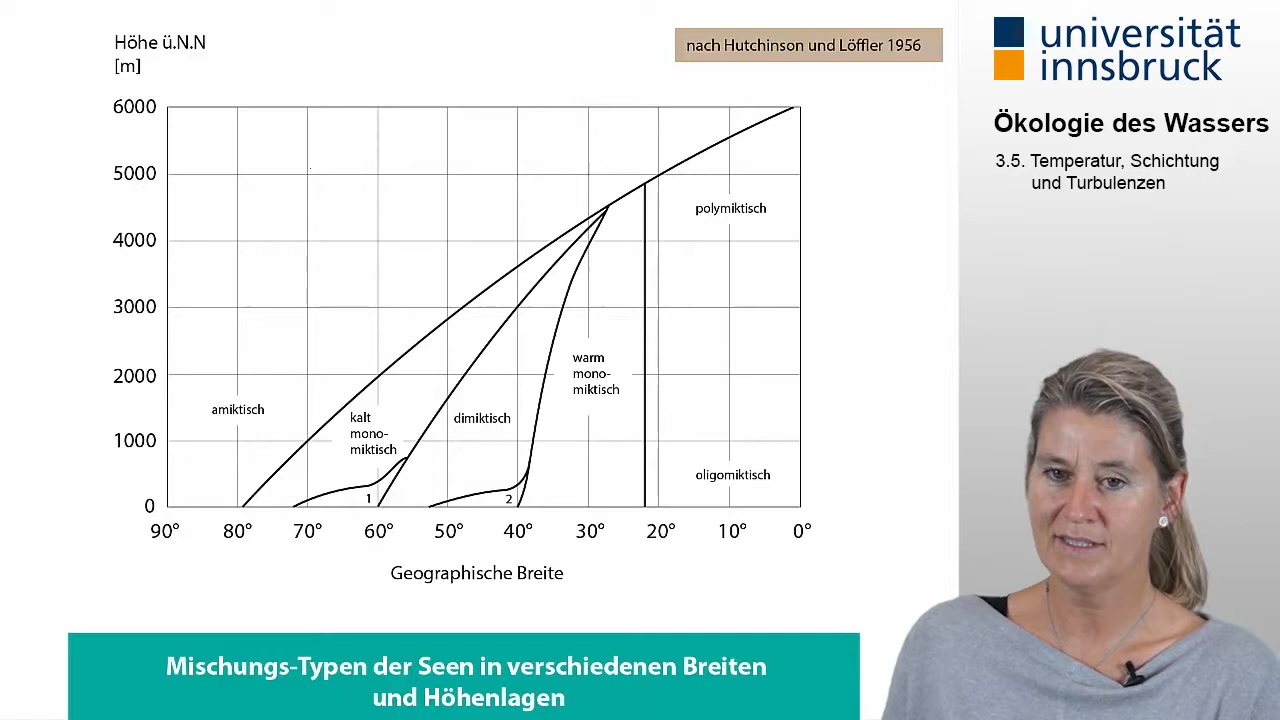 Höhe ü.N.N
[m]
nach Hutchinson und Löffler 1956
6000
5000
4000
3000
2000
1000
0
polymiktisch
warm
mono-
miktisch
amiktisch
kalt
mono-
miktisch
dimiktisch
oligomiktisch
1
2
90°
80°
70°
60°
50°
40°
30°
20°
10°
0°
Geographische Breite
Mischungs-Typen der Seen in verschiedenen Breiten
und Höhenlagen
universität
innsbruck
Ökologie des Wassers
3.5. Temperatur, Schichtung
und Turbulenzen